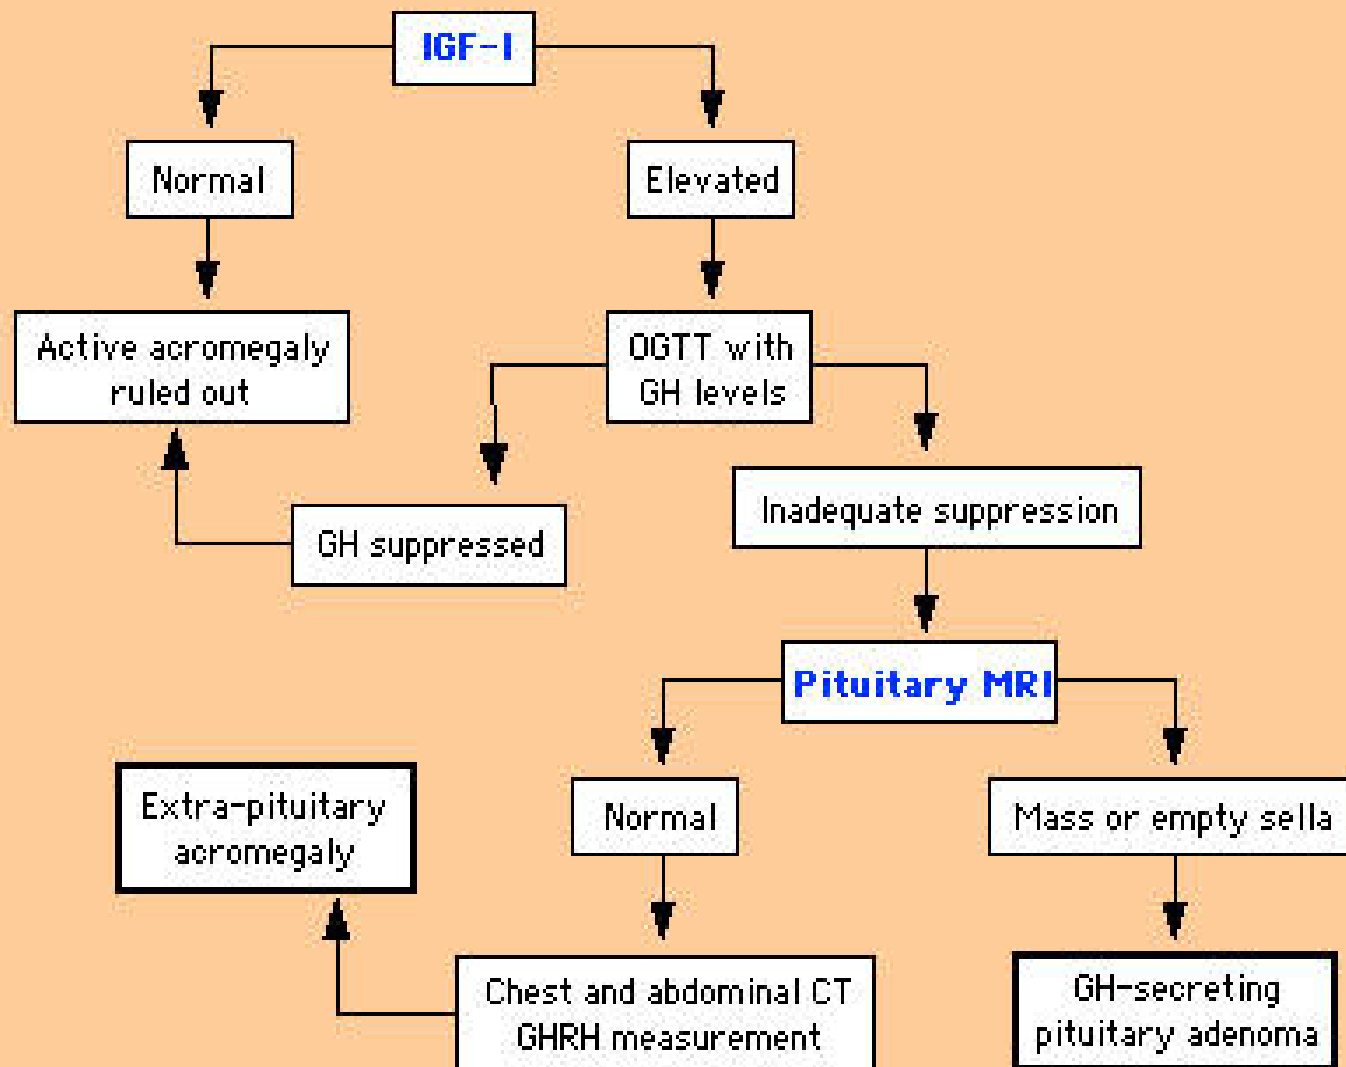 IGF-I
Normal
Elevated
Active acromegaly
ruled out
OGTT with
GH levels
GH suppressed
Inadequate suppression
Pituitary MRI
Extra-pituitary
acromegaly
Normal
Mass or empty sella
Chest and abdominal CT
GHRH measurement
GH-secreting
pituitary adenoma